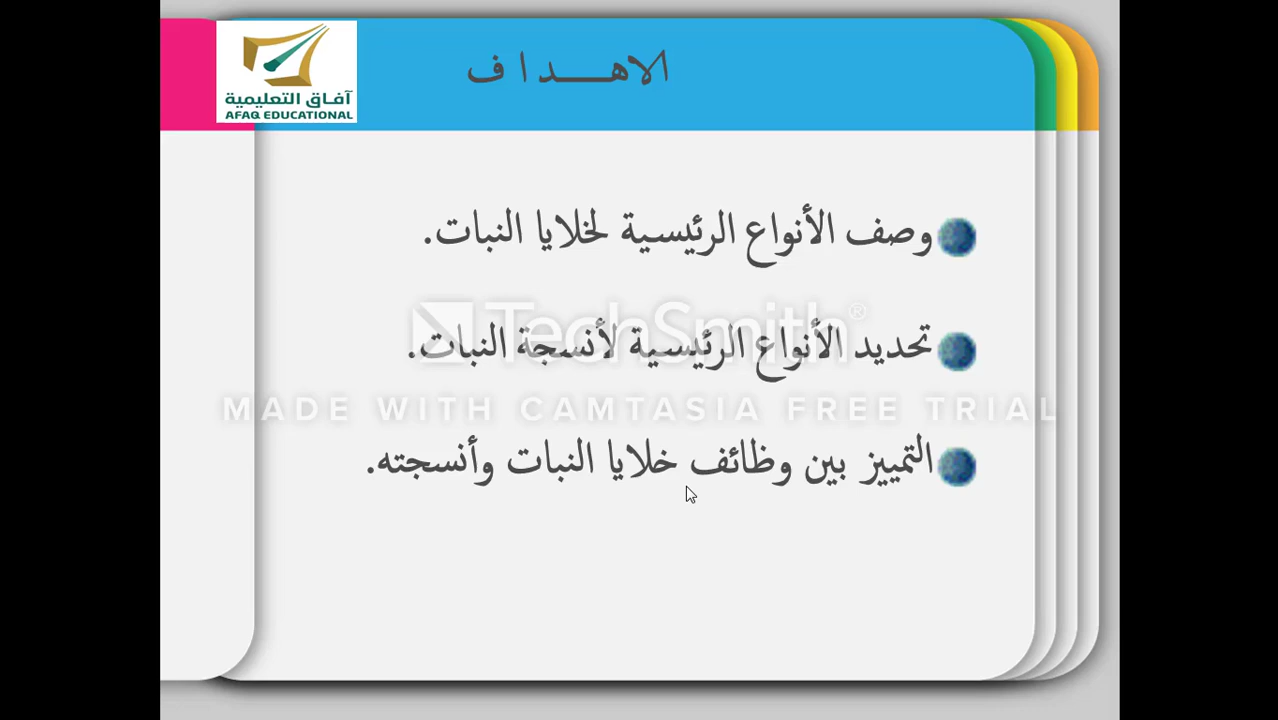 آفاق التعليمية
AFAQ EDUCATIONAL
الاهـــداف
وصف الأنواع الرئيسية لخلايا النبات.
تحديد الأنواع الرئيسية لأنسجة النبات.
TechSmith®
MADE WITH CAMTASIA FREE TRIAL
التمييز بين وظائف خلايا النبات وأنسجته.